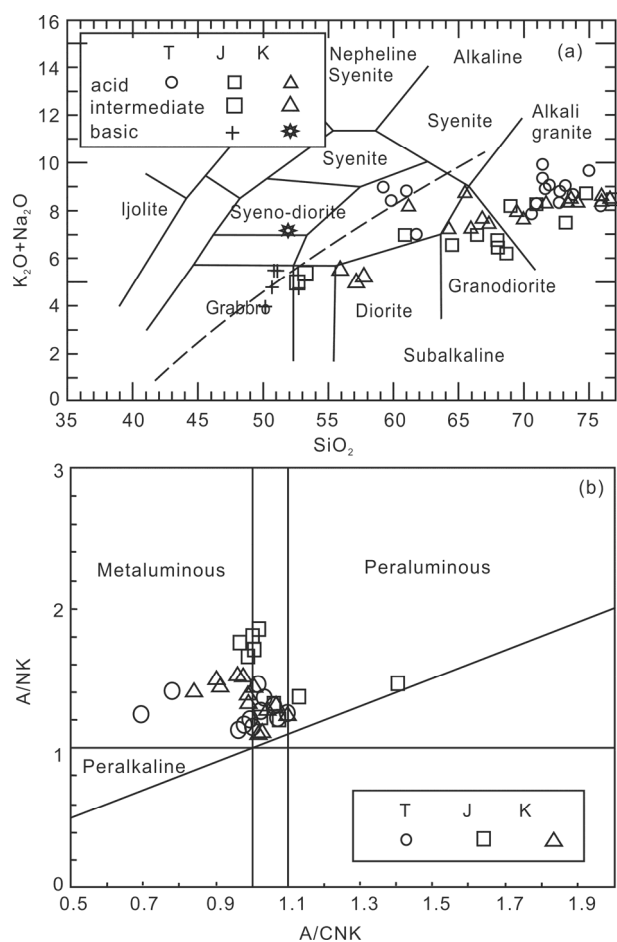 16
14
12
10
8
6
4
2
0
K2O+Na2O
T J K
acid
intermediate
basic
(a)
Nepheline
Syenite
Alkaline
Syenite
Alkali
granite
Syenite
Ijolite
Syeno-diorite
Grabbro
Diorite
Granodiorite
Subalkaline
35 40 45 50 55 60 65 70 75
SiO2
(b)
3
2
1
0
A/NK
Metaluminous
Peraluminous
Peralkaline
T J K
0.5 0.7 0.9 1.1 1.3 1.5 1.7 1.9
A/CNK